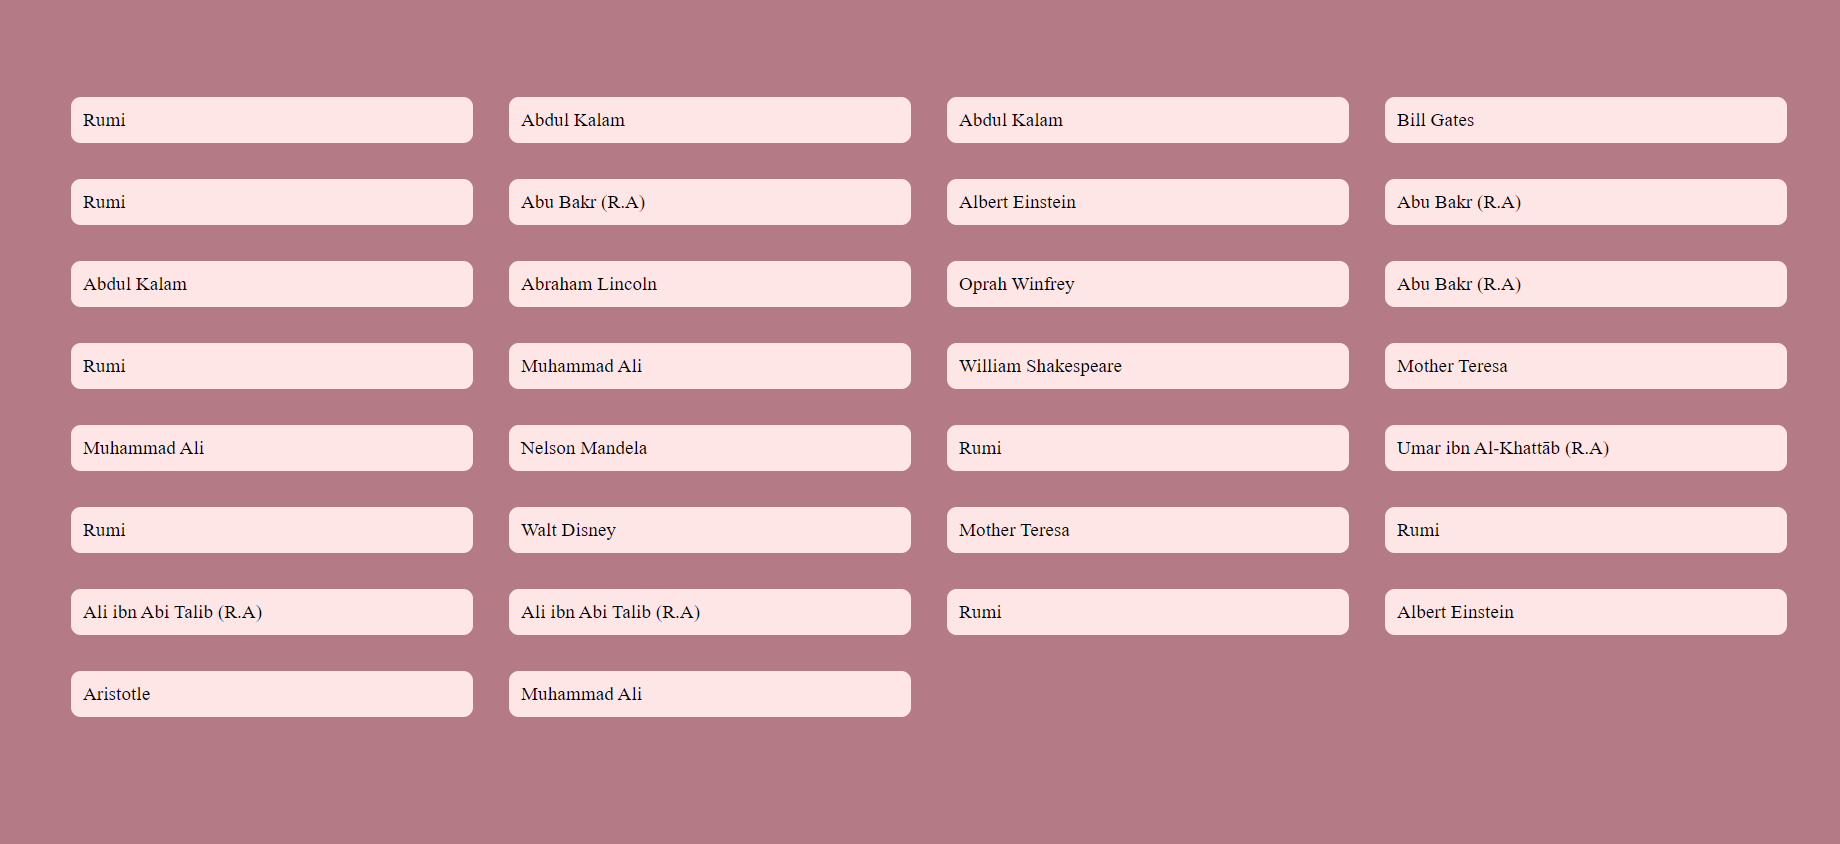 Rumi
Abdul Kalam
Abdul Kalam
Bill Gates
Rumi
Abu Bakr (R.A)
Albert Einstein
Abu Bakr (R.A)
Abdul Kalam
Abraham Lincoln
Oprah Winfrey
Abu Bakr (R.A)
Rumi
Muhammad Ali
William Shakespeare
Mother Teresa
Muhammad Ali
Nelson Mandela
Rumi
Umar ibn Al-Khattāb (R.A)
Rumi
Walt Disney
Mother Teresa
Rumi
Ali ibn Abi Talib (R.A)
Ali ibn Abi Talib (R.A)
Rumi
Albert Einstein
Aristotle
Muhammad Ali